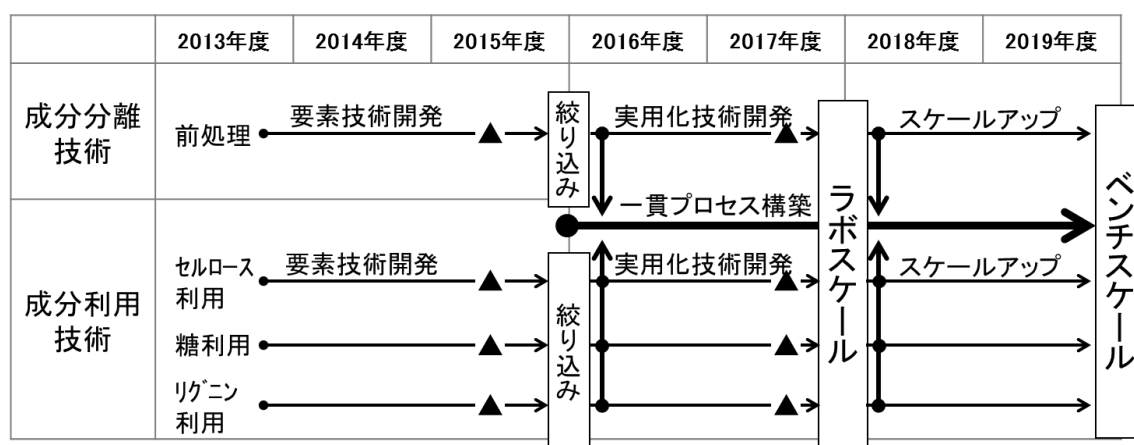 2013年度 2014年度 2015年度 2016年度 2017年度 2018年度 2019年度
成分分離
技術
前処理
要素技術開発
絞り込み
実用化技術開発
スケールアップ
一貫プロセス構築
ラボスケール
ベンチスケール
成分利用
技術
セルロース
利用
要素技術開発
絞り込み
実用化技術開発
スケールアップ
糖利用
リグニン
利用